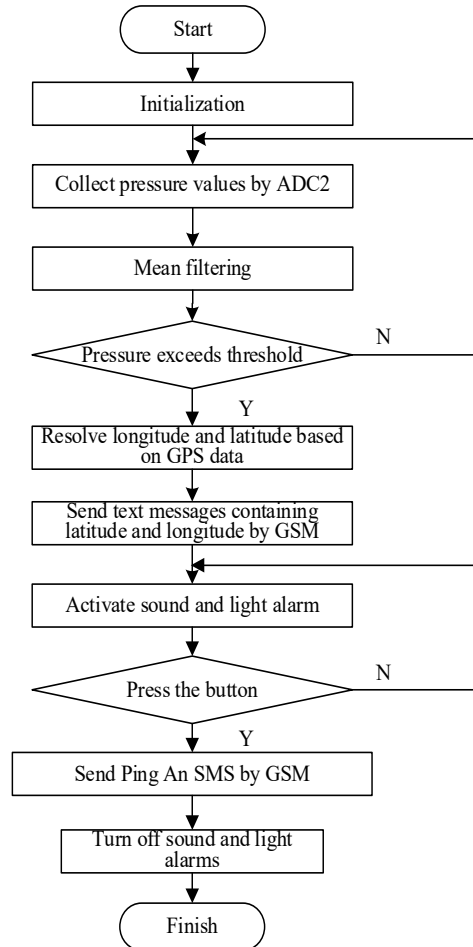 Start
Initialization
Collect pressure values by ADC2
Mean filtering
Pressure exceeds threshold
N
Y
Resolve longitude and latitude based
on GPS data
Send text messages containing
latitude and longitude by GSM
Activate sound and light alarm
Press the button
N
Y
Send Ping An SMS by GSM
Turn off sound and light
alarms
Finish